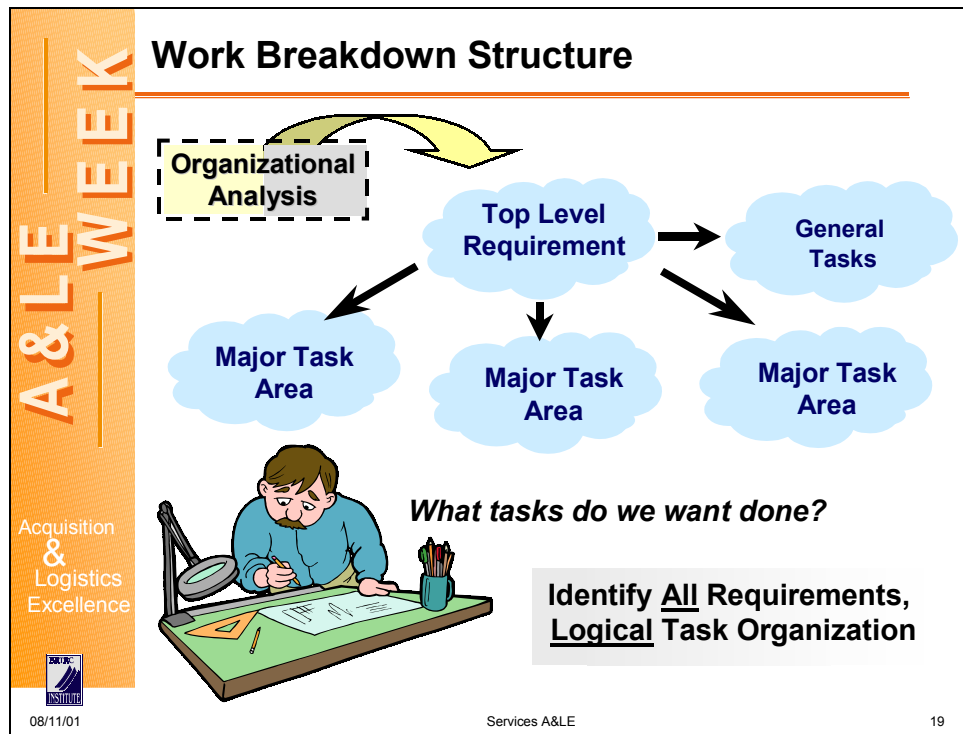 Work Breakdown Structure
A&LE
WEEK
Organizational
Analysis
Top Level
Requirement
General
Tasks
Major Task
Area
Major Task
Area
Major Task
Area
What tasks do we want done?
Identify All Requirements,
Logical Task Organization
Acquisition
&
Logistics
Excellence
INSTITUTE
08/11/01
Services A&LE
19